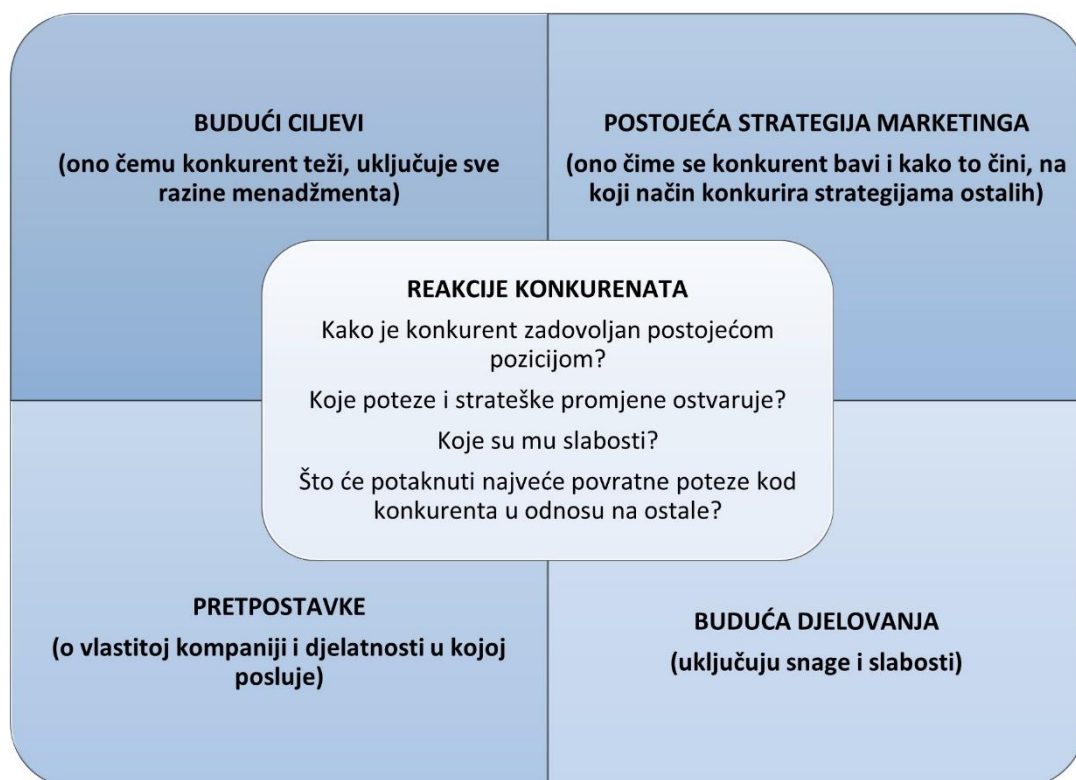 BUDUĆI CILJEVI
(ono čemu konkurent teži, uključuje sve
razine menadžmenta)
POSTOJEĆA STRATEGIJA MARKETINGA
(ono čime se konkurent bavi i kako to čini, na
koji način konkurira strategijama ostalih)
REAKCIJE KONKURENATA
Kako je konkurent zadovoljan postojećom
pozicijom?
Koje poteze i strateške promjene ostvaruje?
Koje su mu slabosti?
Što će potaknuti najveće povratne poteze kod
konkurenta u odnosu na ostale?
PRETPOSTAVKE
(o vlastitoj kompaniji i djelatnosti u kojoj
posluje)
BUDUĆA DJELOVANJA
(uključuju snage i slabosti)